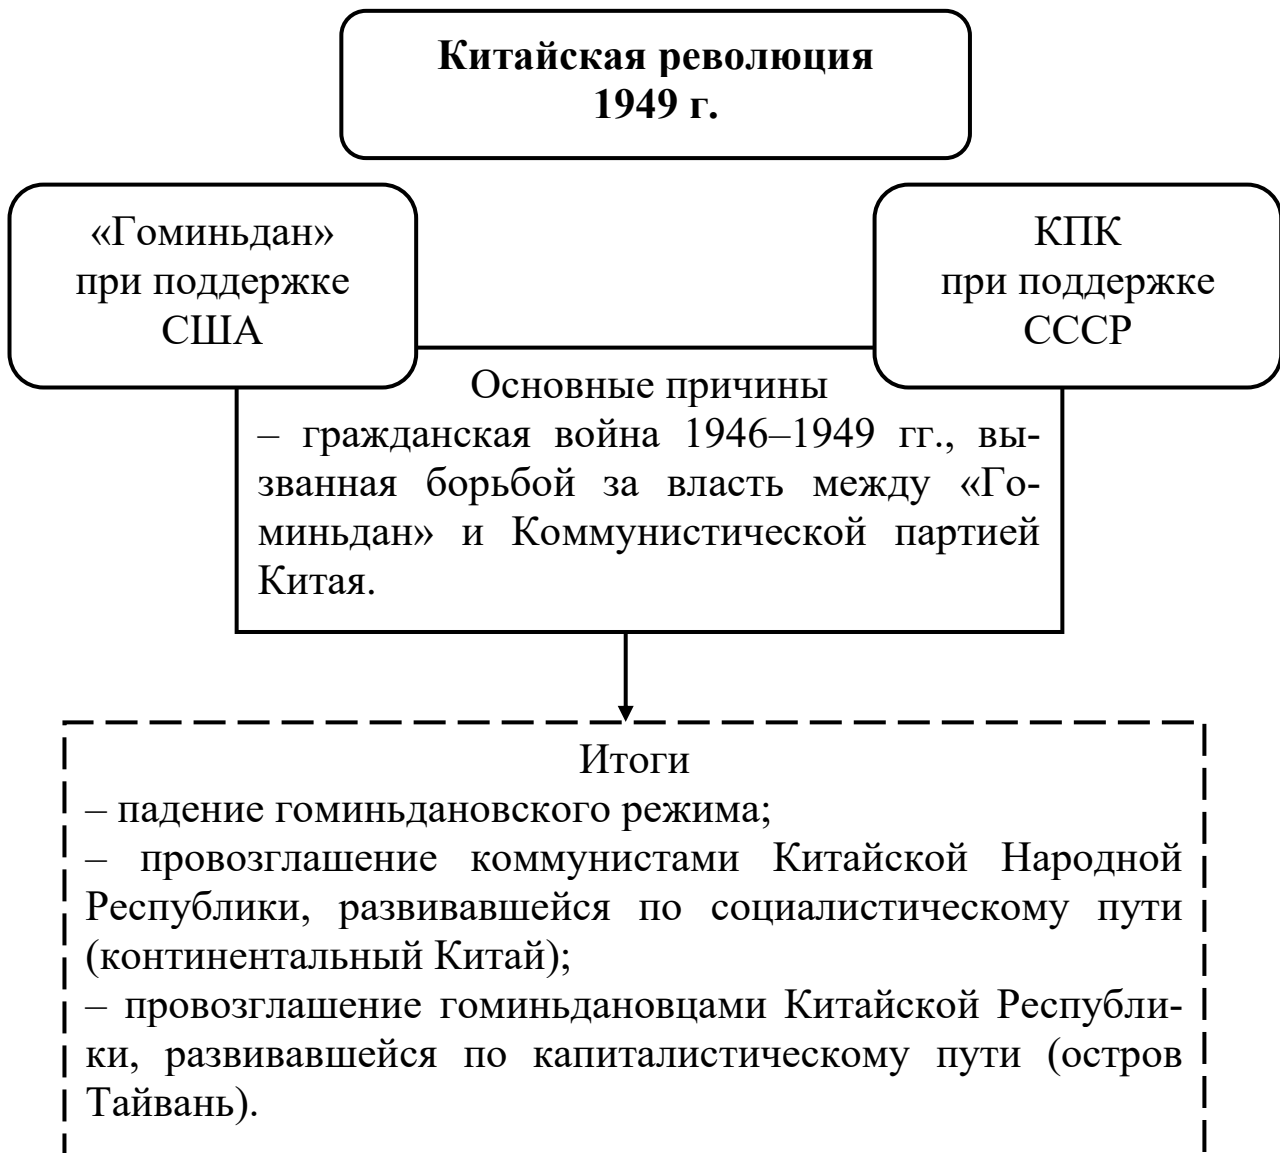 Китайская революция
1949 г.
«Гоминьдан»
при поддержке
США
КПК
при поддержке
СССР
Основные причины
– гражданская война 1946–1949 гг., вы-
званная борьбой за власть между «Го-
миньдан» и Коммунистической партией
Китая.
Итоги
– падение гоминьдановского режима;
– провозглашение коммунистами Китайской Народной
Республики, развивавшейся по социалистическому пути
(континентальный Китай);
– провозглашение гоминьдановцами Китайской Республи-
ки, развивавшейся по капиталистическому пути (остров
Тайвань).